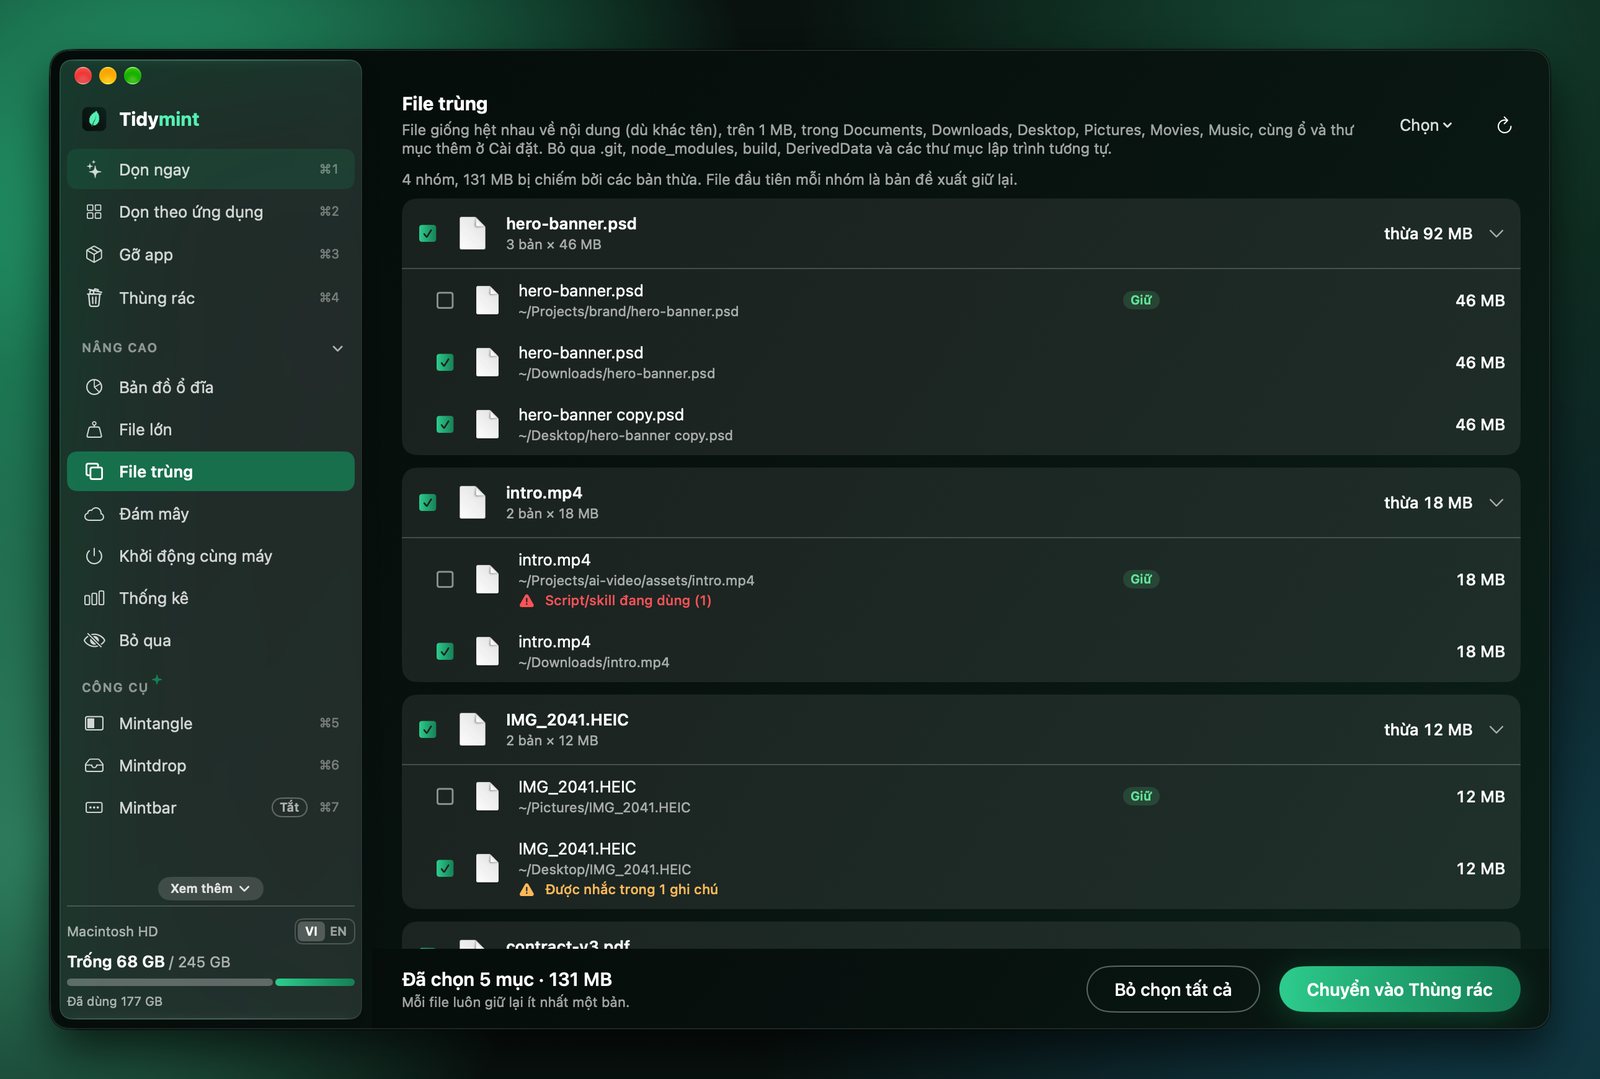 Tidymint
Dọn ngay ⌘1
Dọn theo ứng dụng ⌘2
Gỡ app ⌘3
Thùng rác ⌘4
NÂNG CAO
Bản đồ ổ đĩa
File lớn
File trùng
Đám mây
Khởi động cùng máy
Thống kê
Bỏ qua
CÔNG CỤ
Mintangle ⌘5
Mintdrop ⌘6
Mintbar Tắt ⌘7
Xem thêm
Macintosh HD VI EN
Trống 68 GB / 245 GB
Đã dùng 177 GB
File trùng
File giống hệt nhau về nội dung (dù khác tên), trên 1 MB, trong Documents, Downloads, Desktop, Pictures, Movies, Music, cùng ổ và thư
mục thêm ở Cài đặt. Bỏ qua .git, node_modules, build, DerivedData và các thư mục lập trình tương tự.
Chọn
4 nhóm, 131 MB bị chiếm bởi các bản thừa. File đầu tiên mỗi nhóm là bản đề xuất giữ lại.
hero-banner.psd
3 bản × 46 MB
thừa 92 MB
hero-banner.psd
~/Projects/brand/hero-banner.psd
Giữ
46 MB
hero-banner.psd
~/Downloads/hero-banner.psd
46 MB
hero-banner copy.psd
~/Desktop/hero-banner copy.psd
46 MB
intro.mp4
2 bản × 18 MB
thừa 18 MB
intro.mp4
~/Projects/ai-video/assets/intro.mp4
Script/skill đang dùng (1)
Giữ
18 MB
intro.mp4
~/Downloads/intro.mp4
18 MB
IMG_2041.HEIC
2 bản × 12 MB
thừa 12 MB
IMG_2041.HEIC
~/Pictures/IMG_2041.HEIC
Giữ
12 MB
IMG_2041.HEIC
~/Desktop/IMG_2041.HEIC
Được nhắc trong 1 ghi chú
12 MB
contract-v3.pdf
Đã chọn 5 mục · 131 MB
Mỗi file luôn giữ lại ít nhất một bản.
Bỏ chọn tất cả
Chuyển vào Thùng rác